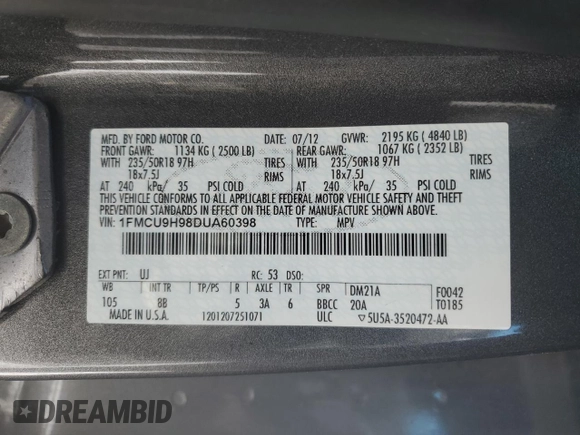 MFD. BY FORD MOTOR CO. DATE: 07/12 GVWR: 2195 KG ( 4840 LB)
FRONT GAWR: 1134 KG ( 2500 LB) REAR GAWR: 1067 KG ( 2352 LB)
WITH 235/50R18 97H TIRES WITH 235/50R18 97H TIRES
18x7.5J RIMS 18x7.5J RIMS
AT 240 kPa/ 35 PSI COLD AT 240 kPa/ 35 PSI COLD
THIS VEHICLE CONFORMS TO ALL APPLICABLE FEDERAL MOTOR VEHICLE SAFETY AND THEFT
PREVENTION STANDARDS IN EFFECT ON THE DATE OF MANUFACTURE SHOWN ABOVE.
VIN: 1FMCU9H98DUA60398 TYPE: MPV
EXT PNT: UJ RC: 53 DSO:
WB INT TR TP/PS R AXLE TR SPR DM21A F0042
105 8B 5 3A 6 BBCC 20A T0185
MADE IN U.S.A. 1201207251071 ULC 5U5A-3520472-AA
DREAMBID